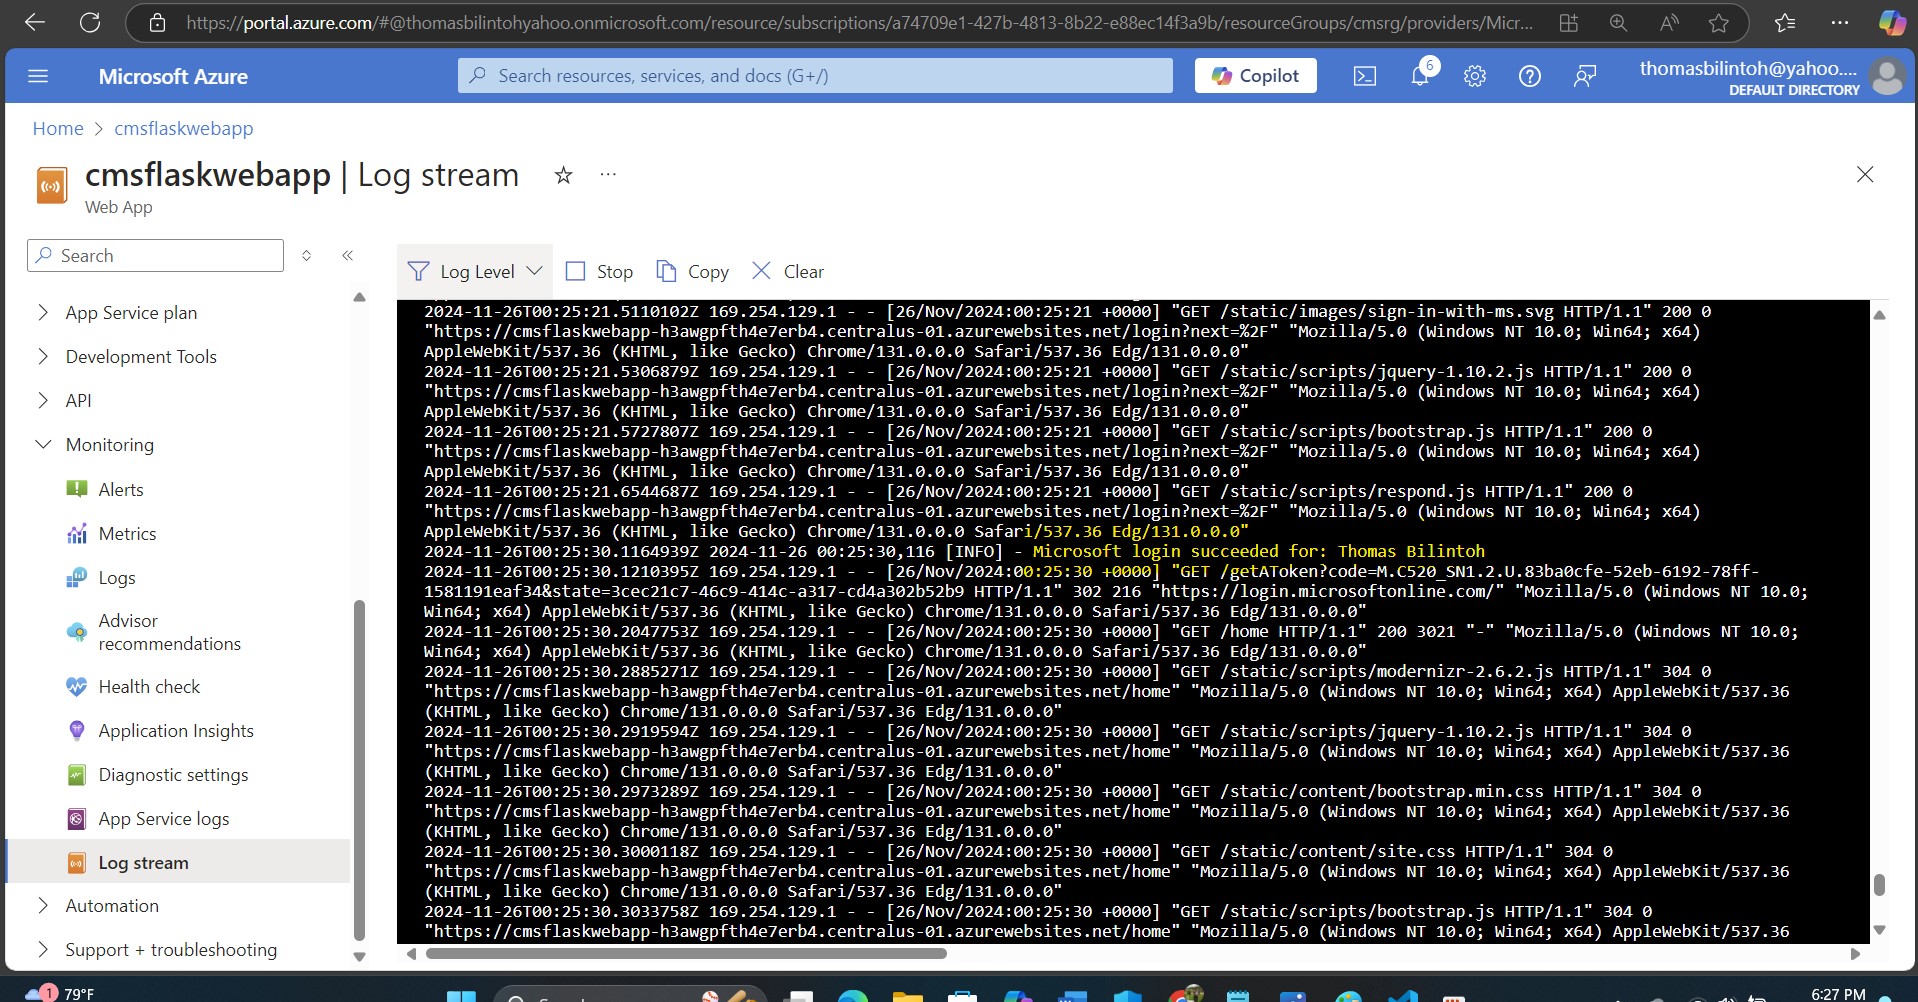 https://portal.azure.com/#@thomasbilintohyahoo.onmicrosoft.com/resource/subscriptions/a74709e1-427b-4813-8b22-e88ec14f3a9b/resourceGroups/cmsrg/providers/Micr...
Microsoft Azure
Search resources, services, and docs (G+/)
Copilot
6
thomasbilintoh@yahoo....
DEFAULT DIRECTORY
Home > cmsflaskwebapp
cmsflaskwebapp | Log stream
Web App
Search
App Service plan
Development Tools
API
Monitoring
Alerts
Metrics
Logs
Advisor
recommendations
Health check
Application Insights
Diagnostic settings
App Service logs
Log stream
Automation
Support + troubleshooting
Log Level Stop Copy Clear
2024-11-26T00:25:21.5110102Z 169.254.129.1 - - [26/Nov/2024:00:25:21 +0000] "GET /static/images/sign-in-with-ms.svg HTTP/1.1" 200 0
"https://cmsflaskwebapp-h3awgpfth4e7erb4.centralus-01.azurewebsites.net/login?next=%2F" "Mozilla/5.0 (Windows NT 10.0; Win64; x64)
AppleWebKit/537.36 (KHTML, like Gecko) Chrome/131.0.0.0 Safari/537.36 Edg/131.0.0.0"
2024-11-26T00:25:21.5306879Z 169.254.129.1 - - [26/Nov/2024:00:25:21 +0000] "GET /static/scripts/jquery-1.10.2.js HTTP/1.1" 200 0
"https://cmsflaskwebapp-h3awgpfth4e7erb4.centralus-01.azurewebsites.net/login?next=%2F" "Mozilla/5.0 (Windows NT 10.0; Win64; x64)
AppleWebKit/537.36 (KHTML, like Gecko) Chrome/131.0.0.0 Safari/537.36 Edg/131.0.0.0"
2024-11-26T00:25:21.5727807Z 169.254.129.1 - - [26/Nov/2024:00:25:21 +0000] "GET /static/scripts/bootstrap.js HTTP/1.1" 200 0
"https://cmsflaskwebapp-h3awgpfth4e7erb4.centralus-01.azurewebsites.net/login?next=%2F" "Mozilla/5.0 (Windows NT 10.0; Win64; x64)
AppleWebKit/537.36 (KHTML, like Gecko) Chrome/131.0.0.0 Safari/537.36 Edg/131.0.0.0"
2024-11-26T00:25:21.6544687Z 169.254.129.1 - - [26/Nov/2024:00:25:21 +0000] "GET /static/scripts/respond.js HTTP/1.1" 200 0
"https://cmsflaskwebapp-h3awgpfth4e7erb4.centralus-01.azurewebsites.net/login?next=%2F" "Mozilla/5.0 (Windows NT 10.0; Win64; x64)
AppleWebKit/537.36 (KHTML, like Gecko) Chrome/131.0.0.0 Safari/537.36 Edg/131.0.0.0"
2024-11-26T00:25:30.1164939Z 2024-11-26 00:25:30,116 [INFO] - Microsoft login succeeded for: Thomas Bilintoh
2024-11-26T00:25:30.1210395Z 169.254.129.1 - - [26/Nov/2024:00:25:30 +0000] "GET /getAToken?code=M.C520_SN1.2.U.83ba0cfe-52eb-6192-78ff-
1581191eaf34&state=3cec21c7-46c9-414c-a317-cd4a302b52b9 HTTP/1.1" 302 216 "https://login.microsoftonline.com/" "Mozilla/5.0 (Windows NT 10.0;
Win64; x64) AppleWebKit/537.36 (KHTML, like Gecko) Chrome/131.0.0.0 Safari/537.36 Edg/131.0.0.0"
2024-11-26T00:25:30.2047753Z 169.254.129.1 - - [26/Nov/2024:00:25:30 +0000] "GET /home HTTP/1.1" 200 3021 "-" "Mozilla/5.0 (Windows NT 10.0;
Win64; x64) AppleWebKit/537.36 (KHTML, like Gecko) Chrome/131.0.0.0 Safari/537.36 Edg/131.0.0.0"
2024-11-26T00:25:30.2885271Z 169.254.129.1 - - [26/Nov/2024:00:25:30 +0000] "GET /static/scripts/modernizr-2.6.2.js HTTP/1.1" 304 0
"https://cmsflaskwebapp-h3awgpfth4e7erb4.centralus-01.azurewebsites.net/home" "Mozilla/5.0 (Windows NT 10.0; Win64; x64) AppleWebKit/537.36
(KHTML, like Gecko) Chrome/131.0.0.0 Safari/537.36 Edg/131.0.0.0"
2024-11-26T00:25:30.2919594Z 169.254.129.1 - - [26/Nov/2024:00:25:30 +0000] "GET /static/scripts/jquery-1.10.2.js HTTP/1.1" 304 0
"https://cmsflaskwebapp-h3awgpfth4e7erb4.centralus-01.azurewebsites.net/home" "Mozilla/5.0 (Windows NT 10.0; Win64; x64) AppleWebKit/537.36
(KHTML, like Gecko) Chrome/131.0.0.0 Safari/537.36 Edg/131.0.0.0"
2024-11-26T00:25:30.2973289Z 169.254.129.1 - - [26/Nov/2024:00:25:30 +0000] "GET /static/content/bootstrap.min.css HTTP/1.1" 304 0
"https://cmsflaskwebapp-h3awgpfth4e7erb4.centralus-01.azurewebsites.net/home" "Mozilla/5.0 (Windows NT 10.0; Win64; x64) AppleWebKit/537.36
(KHTML, like Gecko) Chrome/131.0.0.0 Safari/537.36 Edg/131.0.0.0"
2024-11-26T00:25:30.3000118Z 169.254.129.1 - - [26/Nov/2024:00:25:30 +0000] "GET /static/content/site.css HTTP/1.1" 304 0
"https://cmsflaskwebapp-h3awgpfth4e7erb4.centralus-01.azurewebsites.net/home" "Mozilla/5.0 (Windows NT 10.0; Win64; x64) AppleWebKit/537.36
(KHTML, like Gecko) Chrome/131.0.0.0 Safari/537.36 Edg/131.0.0.0"
2024-11-26T00:25:30.3033758Z 169.254.129.1 - - [26/Nov/2024:00:25:30 +0000] "GET /static/scripts/bootstrap.js HTTP/1.1" 304 0
"https://cmsflaskwebapp-h3awgpfth4e7erb4.centralus-01.azurewebsites.net/home" "Mozilla/5.0 (Windows NT 10.0; Win64; x64) AppleWebKit/537.36
1
79°F
6:27 PM